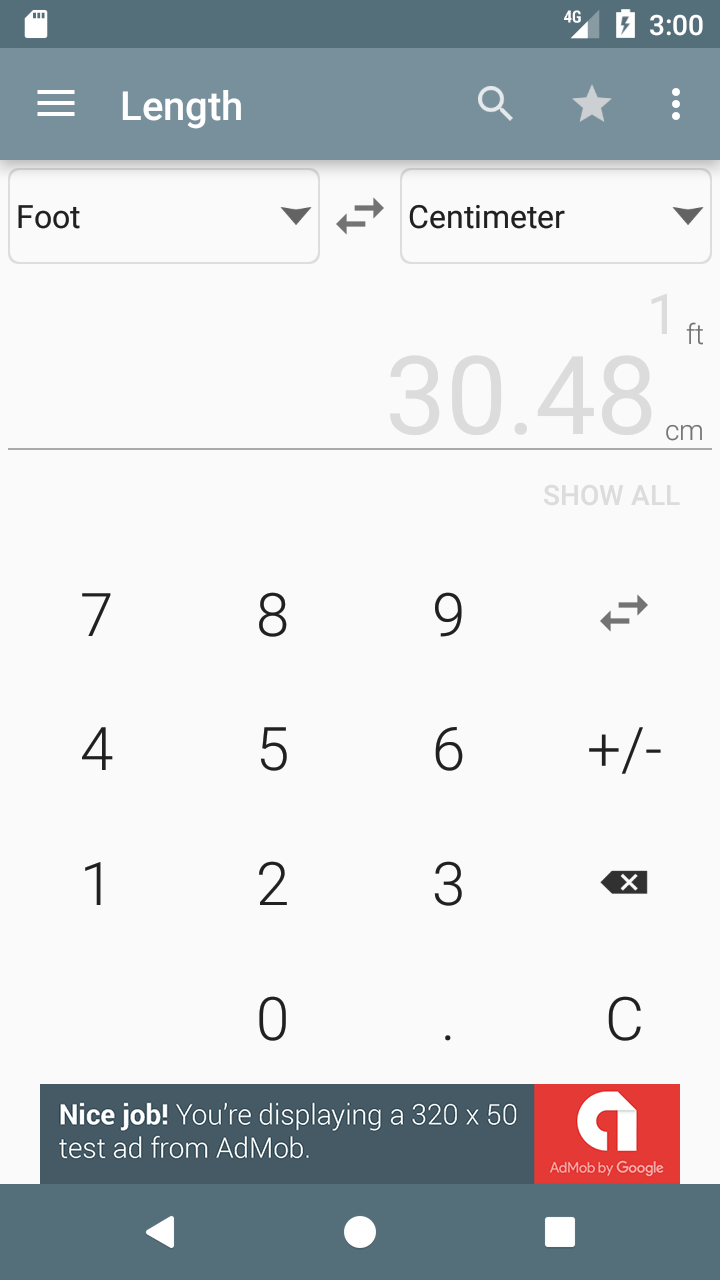 4G 3:00
Length
Foot Centimeter
1 ft
30.48 cm
SHOW ALL
7 8 9
4 5 6 +/-
1 2 3
0 . C
Nice job! You're displaying a 320 x 50
test ad from AdMob.
AdMob by Google